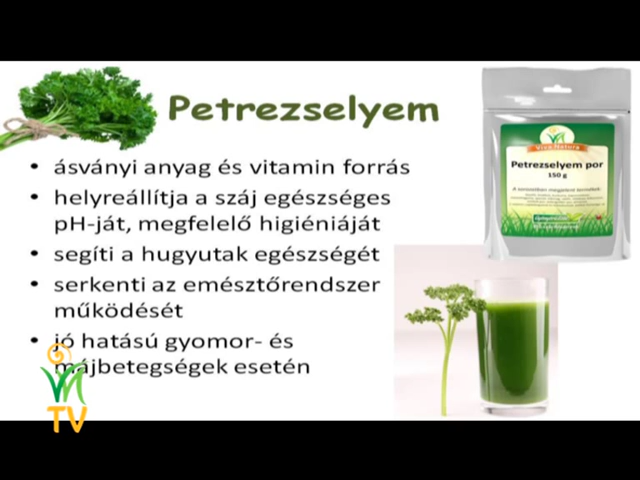 Petrezselyem
• ásványi anyag és vitamin forrás
• helyreállítja a száj egészséges
pH-ját, megfelelő higiéniáját
• segíti a hugyutak egészségét
• serkenti az emésztőrendszer
működését
• jó hatású gyomor- és
májbetegségek esetén
Viva Natura
Petrezselyem por
150 g
TV